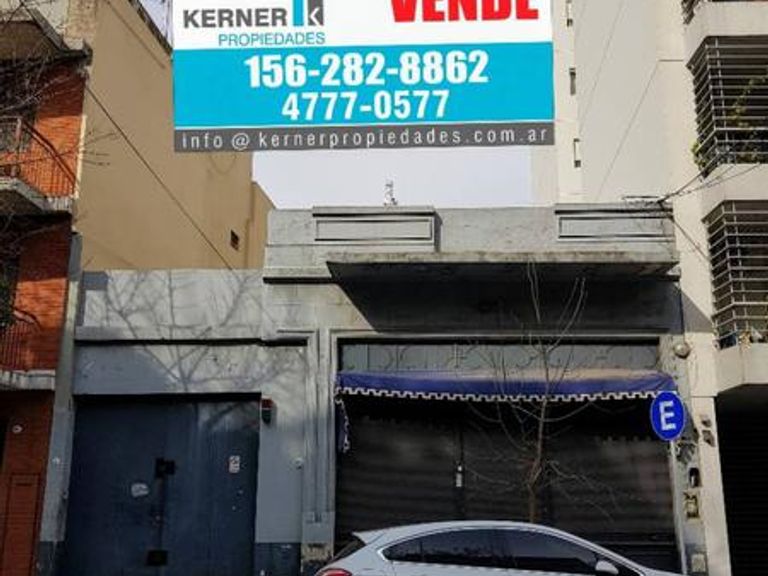 KERNER K
VENDE
PROPIEDADES
156-282-8862
4777-0577
info @ kernerpropiedades.com.ar
E